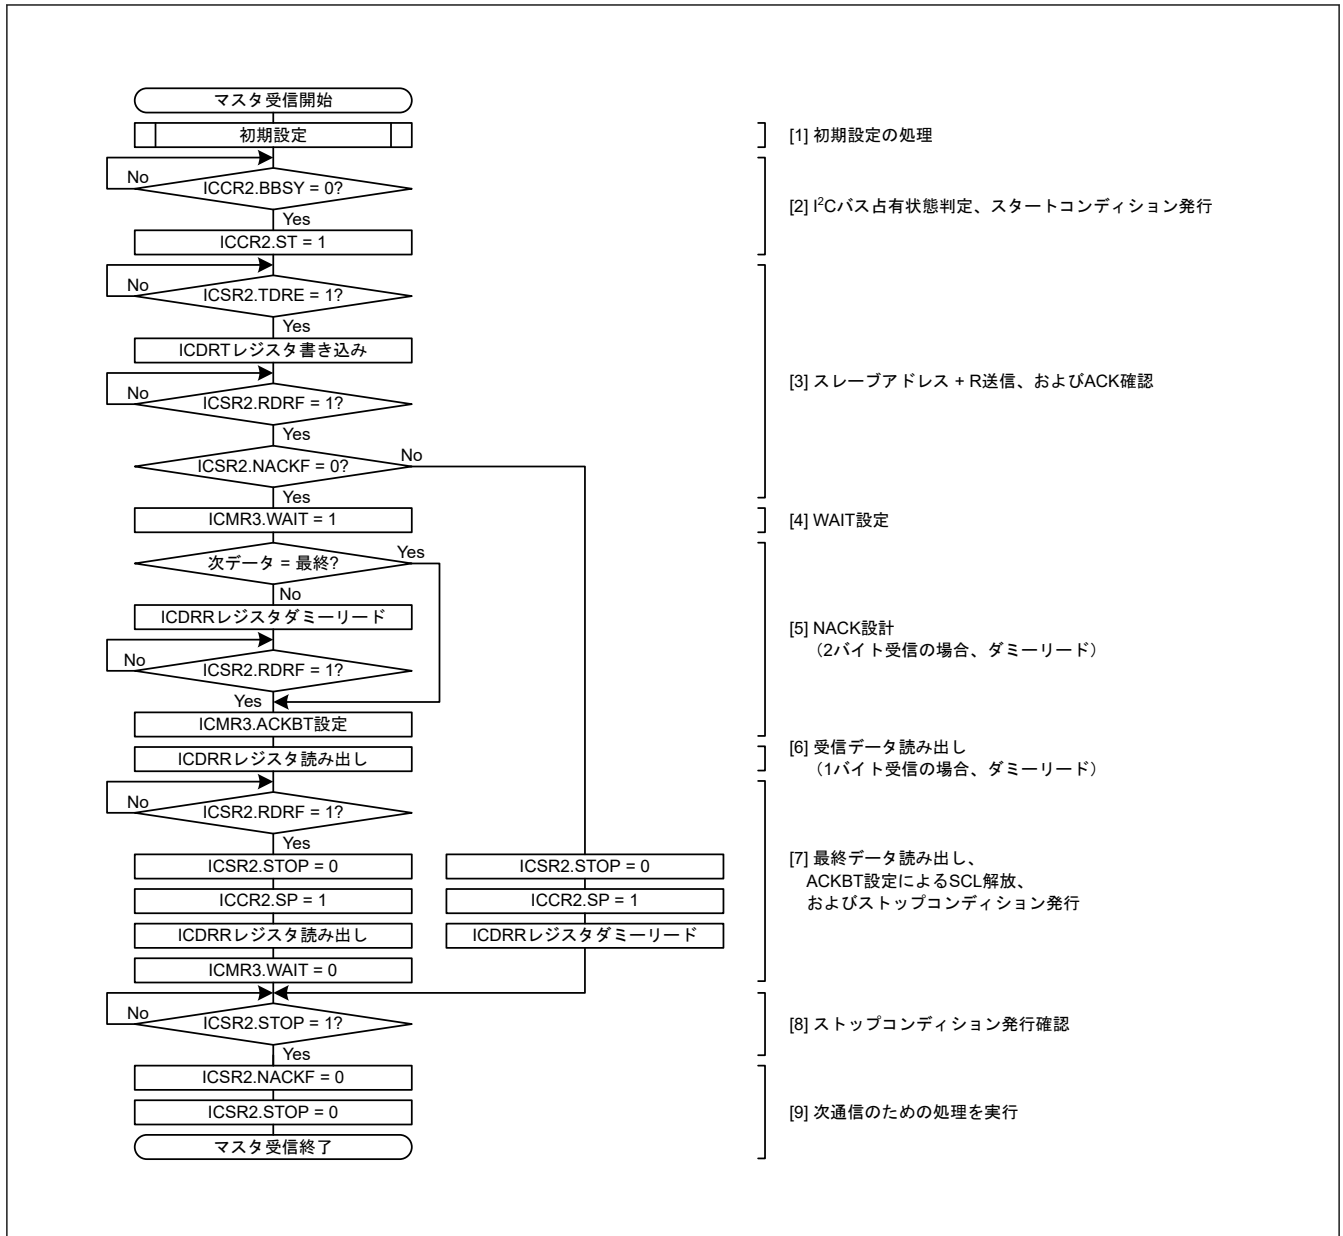 マスタ受信開始
初期設定
[1] 初期設定の処理
No
ICCR2.BBSY = 0?
Yes
ICCR2.ST = 1
[2] I²Cバス占有状態判定、スタートコンディション発行
No
ICSR2.TDRE = 1?
Yes
ICDRTレジスタ書き込み
No
ICSR2.RDRF = 1?
Yes
ICSR2.NACKF = 0?
No
Yes
[3] スレーブアドレス + R送信、およびACK確認
ICMR3.WAIT = 1
[4] WAIT設定
次データ = 最終?
Yes
No
ICDRRレジスタダミーリード
No
ICSR2.RDRF = 1?
Yes
ICMR3.ACKBT設定
[5] NACK設計
（2バイト受信の場合、ダミーリード）
ICDRRレジスタ読み出し
[6] 受信データ読み出し
（1バイト受信の場合、ダミーリード）
No
ICSR2.RDRF = 1?
Yes
ICSR2.STOP = 0
ICCR2.SP = 1
ICDRRレジスタ読み出し
ICMR3.WAIT = 0
ICSR2.STOP = 0
ICCR2.SP = 1
ICDRRレジスタダミーリード
[7] 最終データ読み出し、
ACKBT設定によるSCL解放、
およびストップコンディション発行
No
ICSR2.STOP = 1?
Yes
[8] ストップコンディション発行確認
ICSR2.NACKF = 0
ICSR2.STOP = 0
[9] 次通信のための処理を実行
マスタ受信終了